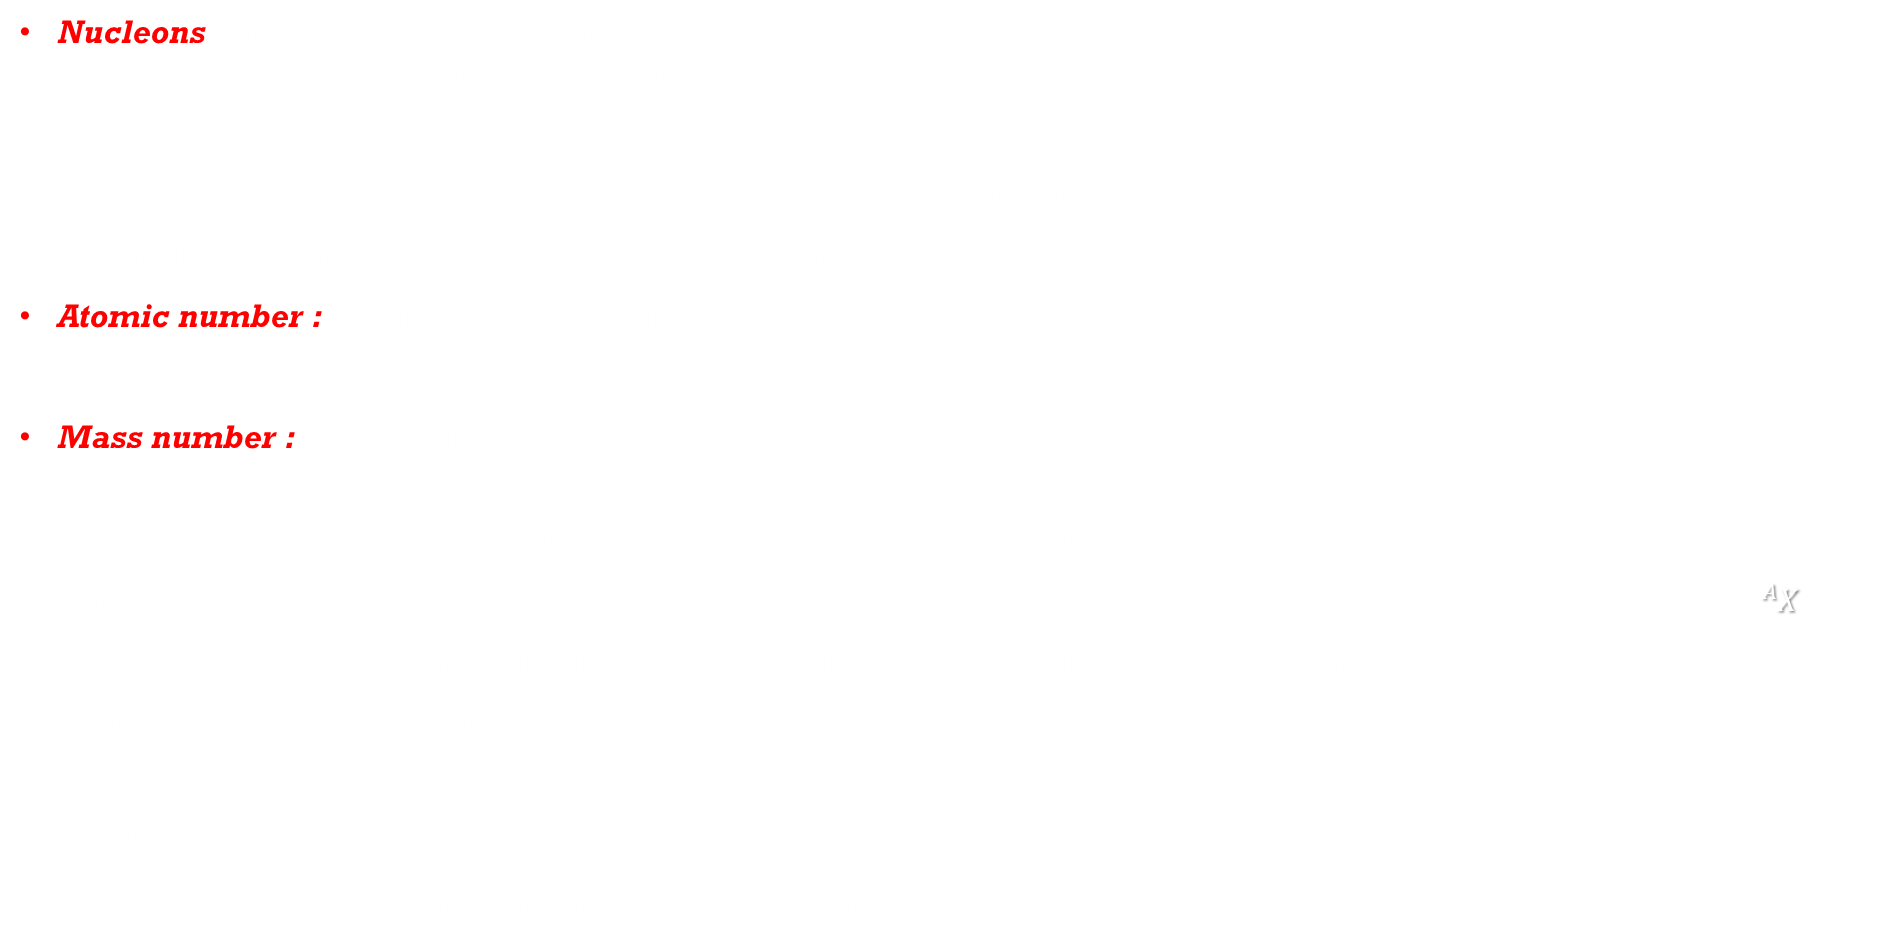 • Nucleons
• Atomic number :
• Mass number :
ᴬX